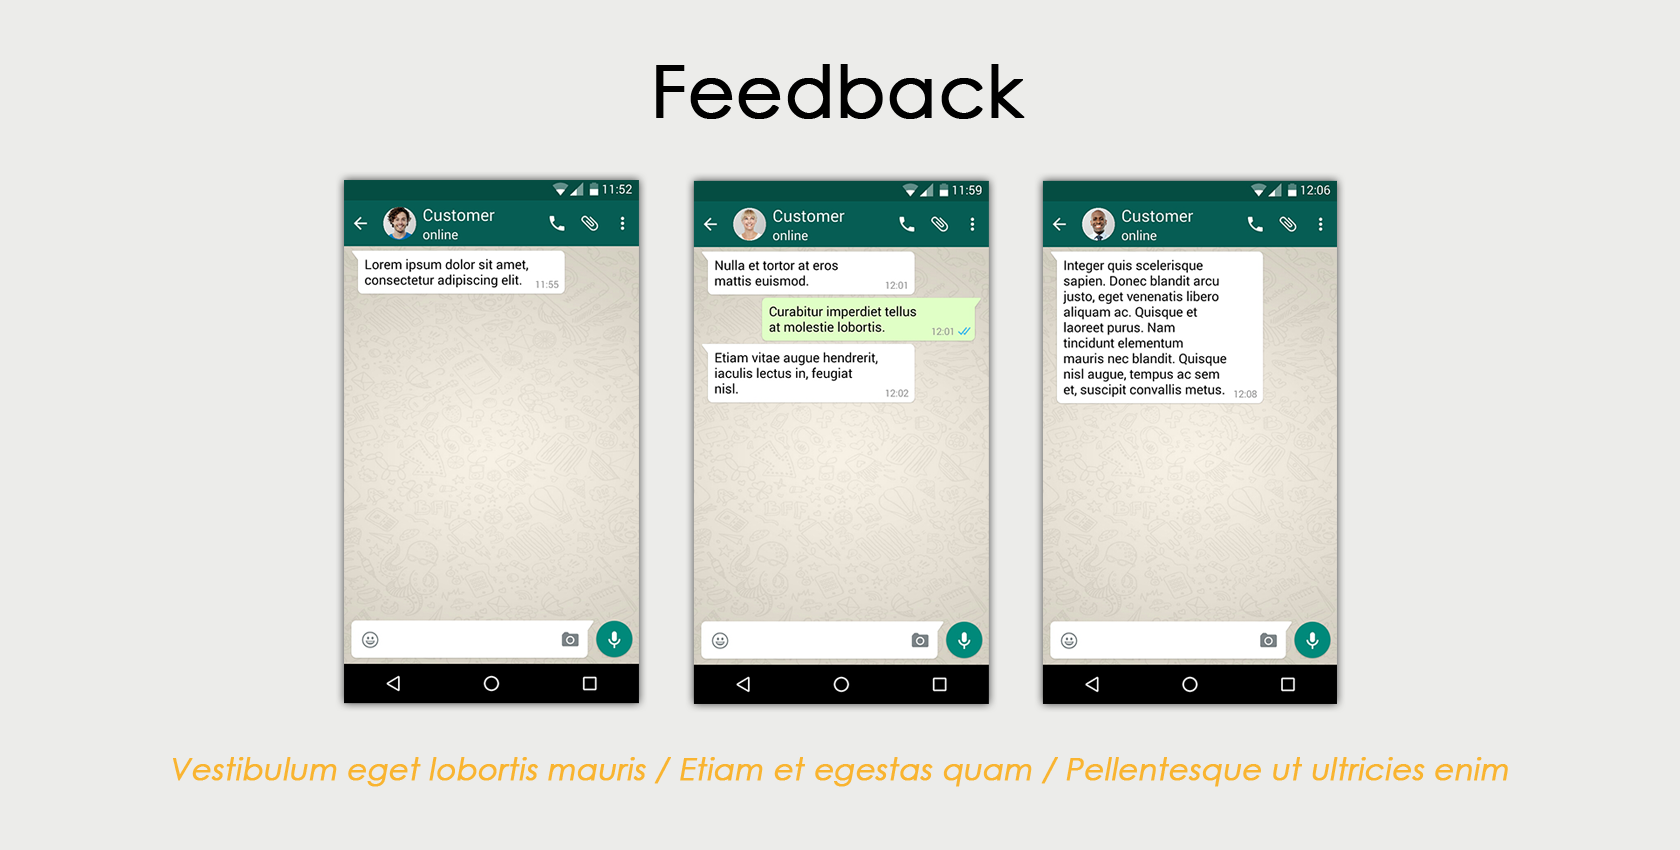 Feedback
11:52
Customer
online
Lorem ipsum dolor sit amet,
consectetur adipiscing elit. 11:55
11:59
Customer
online
Nulla et tortor at eros
mattis euismod. 12:01
Curabitur imperdiet tellus
at molestie lobortis. 12:01
Etiam vitae augue hendrerit,
iaculis lectus in, feugiat
nisl. 12:02
12:06
Customer
online
Integer quis scelerisque
sapien. Donec blandit arcu
justo, eget venenatis libero
aliquam ac. Quisque et
laoreet purus. Nam
tincidunt elementum
mauris nec blandit. Quisque
nisl augue, tempus ac sem
et, suscipit convallis metus. 12:08
Vestibulum eget lobortis mauris / Etiam et egestas quam / Pellentesque ut ultricies enim